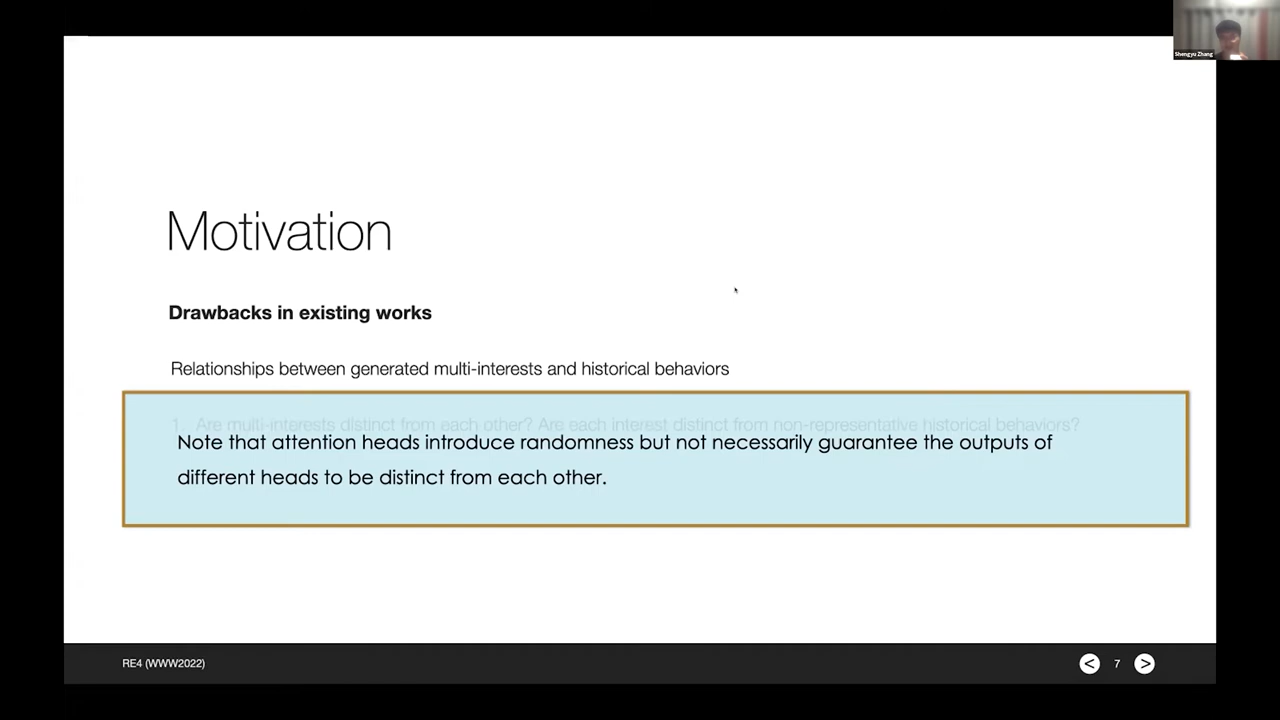 Shengyu Zhang
Motivation
Drawbacks in existing works
Relationships between generated multi-interests and historical behaviors
1. Are multi-interests distinct from each other? Are each interest distinct from non-representative historical behaviors?
Note that attention heads introduce randomness but not necessarily guarantee the outputs of
different heads to be distinct from each other.
RE4 (WWW2022)
< 7 >